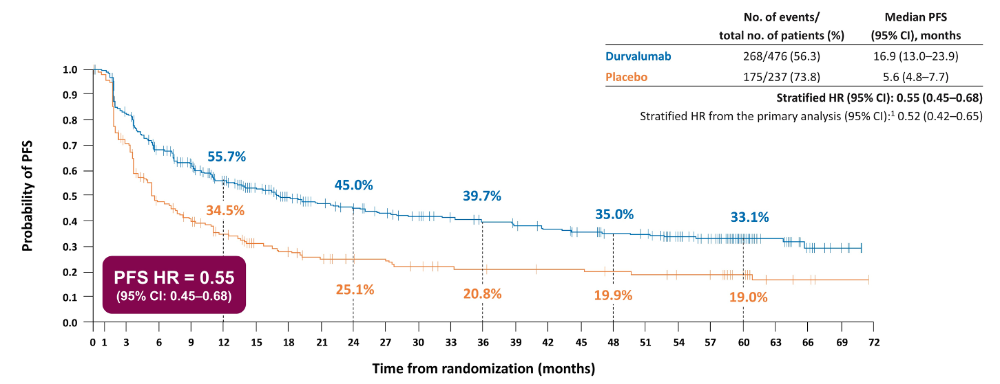 No. of events/ Median PFS
total no. of patients (%) (95% CI), months
Durvalumab 268/476 (56.3) 16.9 (13.0–23.9)
Placebo 175/237 (73.8) 5.6 (4.8–7.7)
Stratified HR (95% CI): 0.55 (0.45–0.68)
Stratified HR from the primary analysis (95% CI):1 0.52 (0.42–0.65)
Probability of PFS
1.0
0.9
0.8
0.7
0.6
0.5
0.4
0.3
0.2
0.1
0.0
55.7%
45.0%
39.7%
35.0%
33.1%
34.5%
25.1%
20.8%
19.9%
19.0%
PFS HR = 0.55
(95% CI: 0.45–0.68)
0 1 3 6 9 12 15 18 21 24 27 30 33 36 39 42 45 48 51 54 57 60 63 66 69 72
Time from randomization (months)